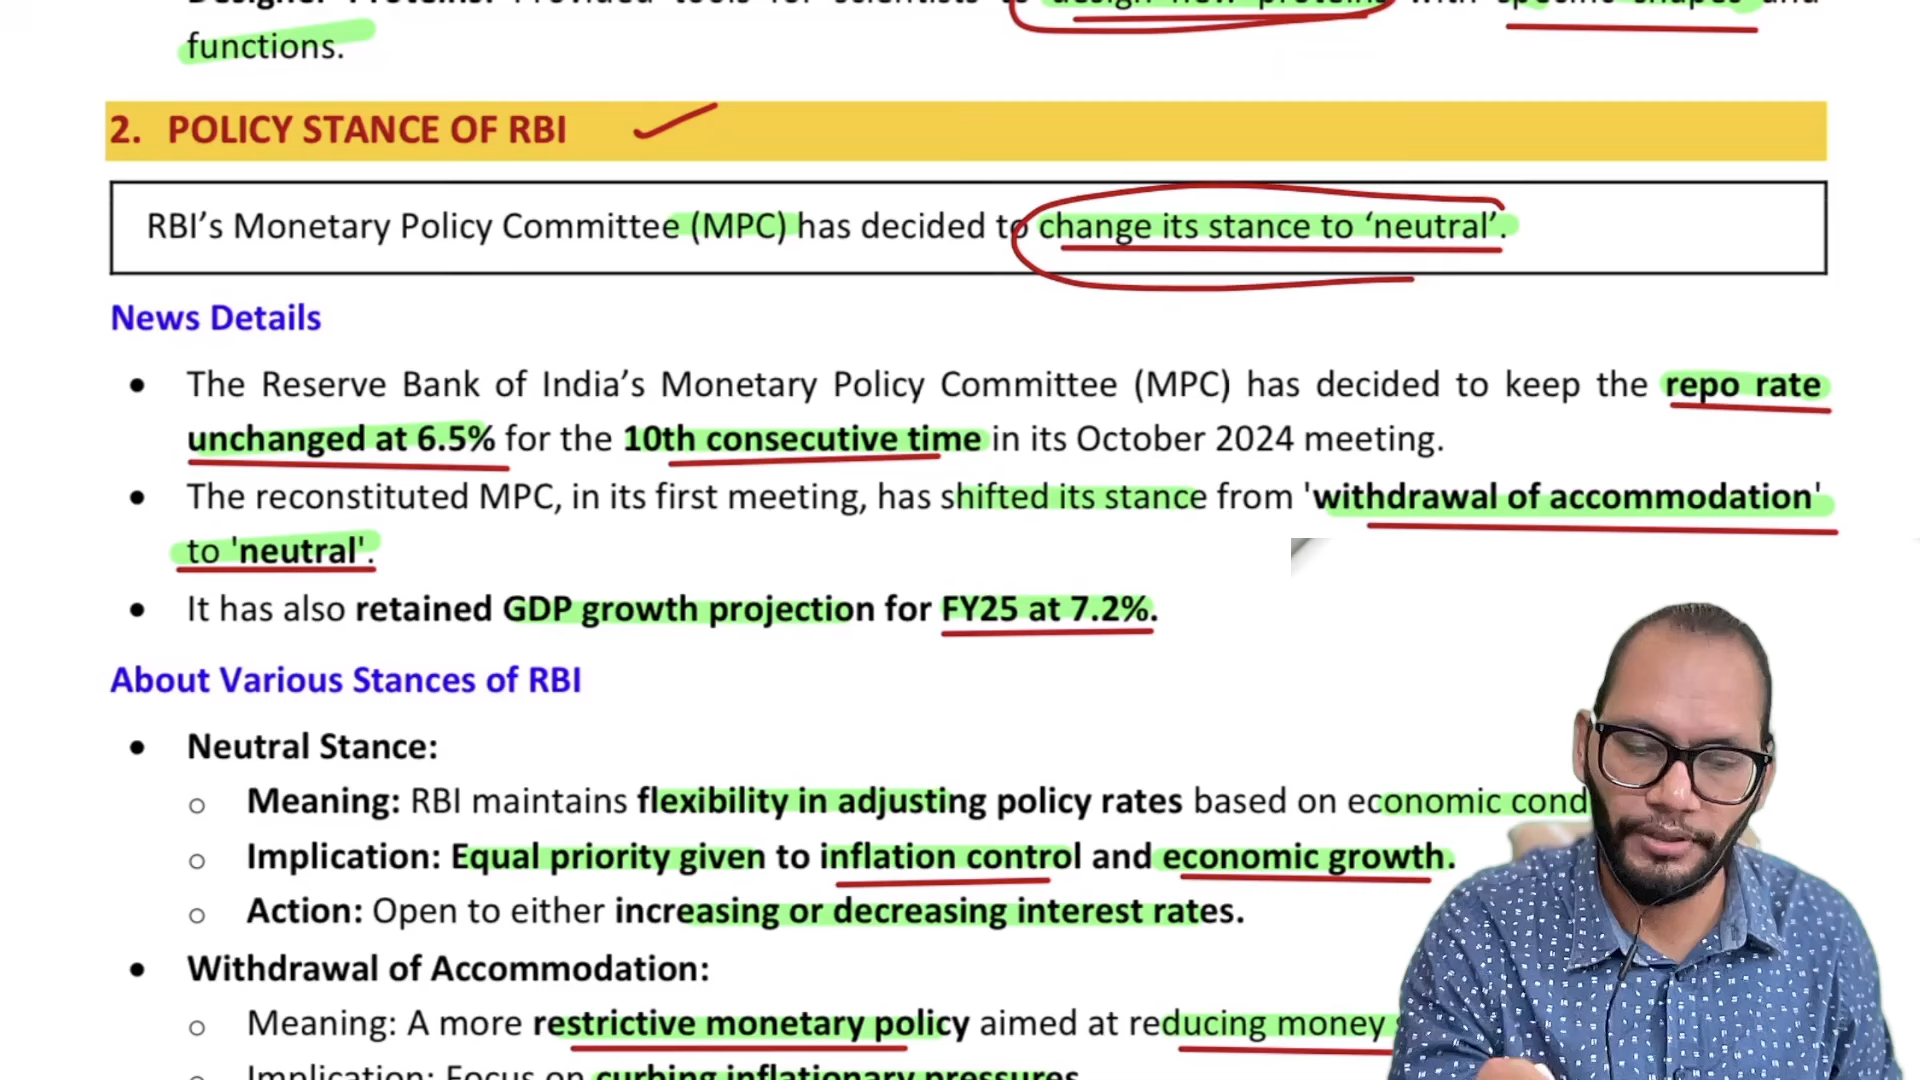 functions.
2. POLICY STANCE OF RBI
RBI’s Monetary Policy Committee (MPC) has decided to change its stance to ‘neutral’.
News Details
• The Reserve Bank of India’s Monetary Policy Committee (MPC) has decided to keep the repo rate
unchanged at 6.5% for the 10th consecutive time in its October 2024 meeting.
• The reconstituted MPC, in its first meeting, has shifted its stance from 'withdrawal of accommodation'
to 'neutral'.
• It has also retained GDP growth projection for FY25 at 7.2%.
About Various Stances of RBI
• Neutral Stance:
o Meaning: RBI maintains flexibility in adjusting policy rates based on economic cond
o Implication: Equal priority given to inflation control and economic growth.
o Action: Open to either increasing or decreasing interest rates.
• Withdrawal of Accommodation:
o Meaning: A more restrictive monetary policy aimed at reducing money
o Implication: Focus on curbing inflationary pressures